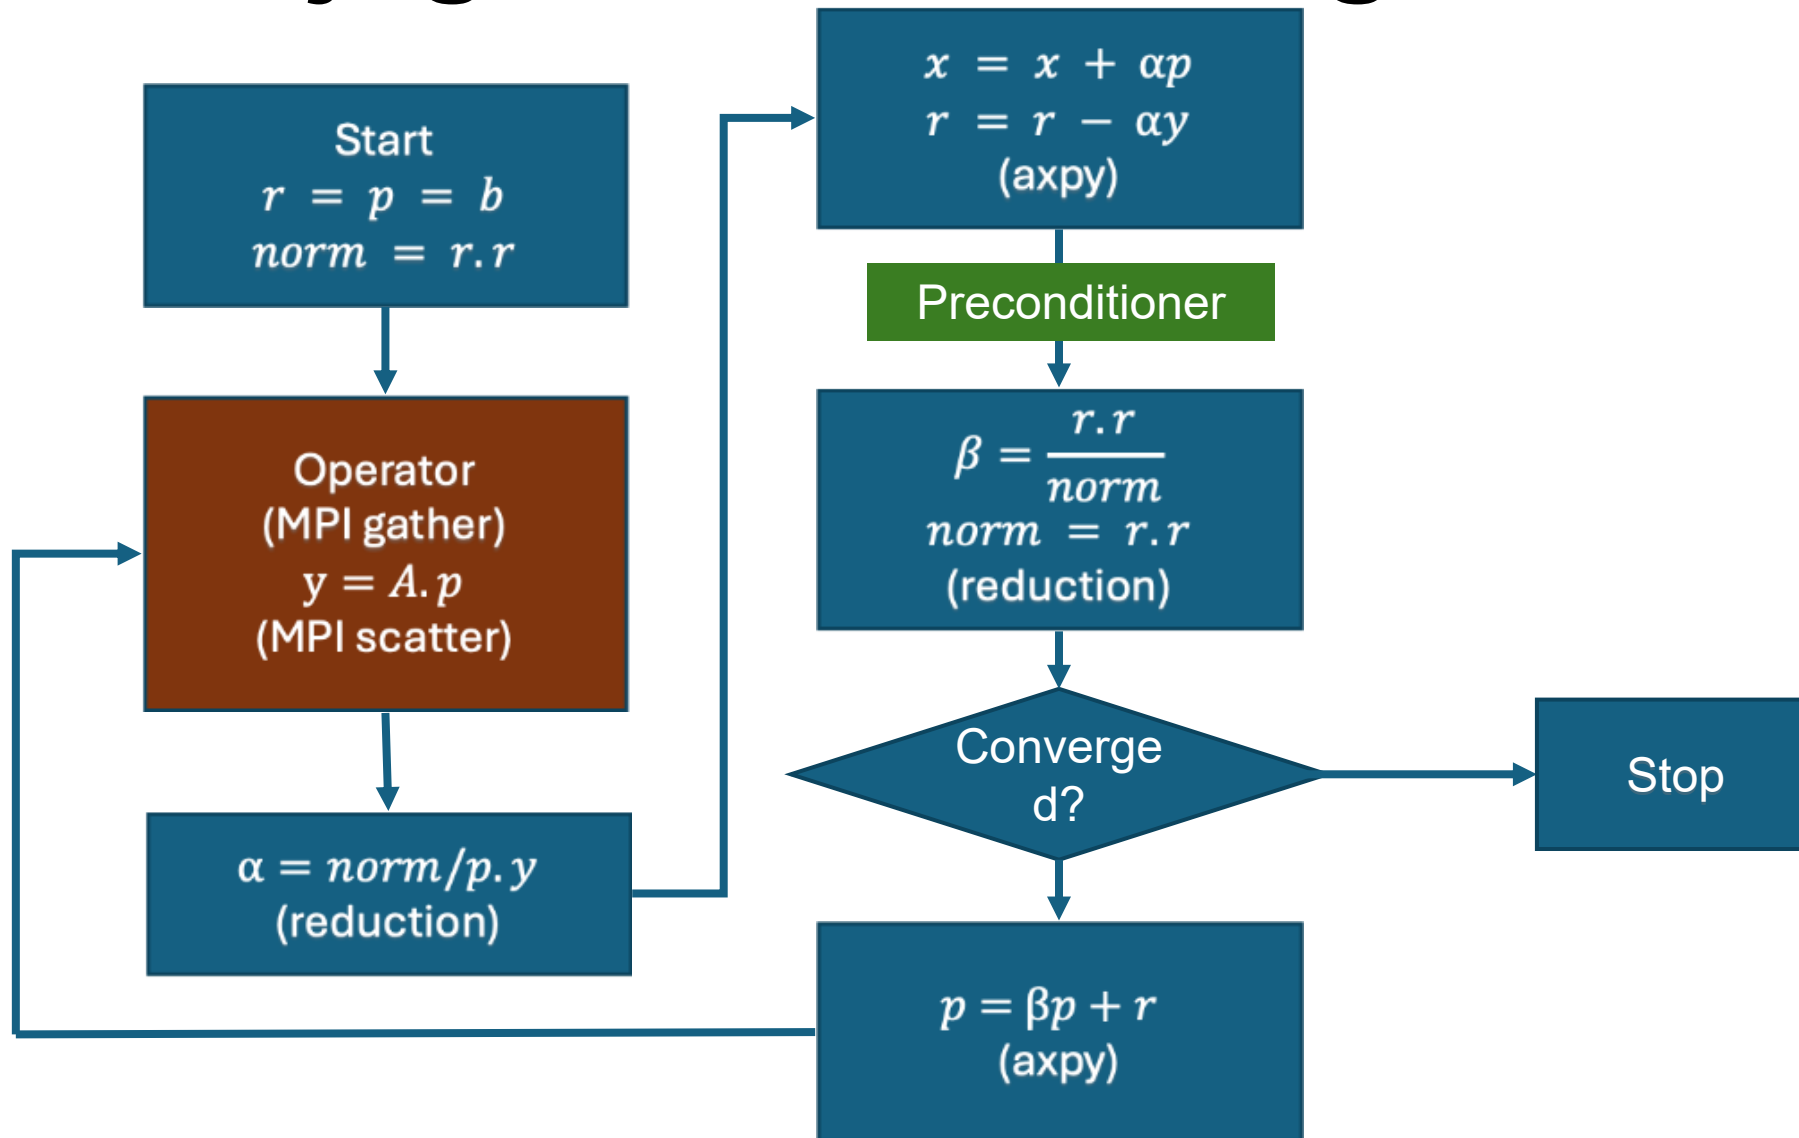 Start
r = p = b
norm = r.r
Operator
(MPI gather)
y = A.p
(MPI scatter)
α = norm/p.y
(reduction)
x = x + αp
r = r − αy
(axpy)
Preconditioner
β = r.r/norm
norm = r.r
(reduction)
Converge
d?
Stop
p = βp + r
(axpy)